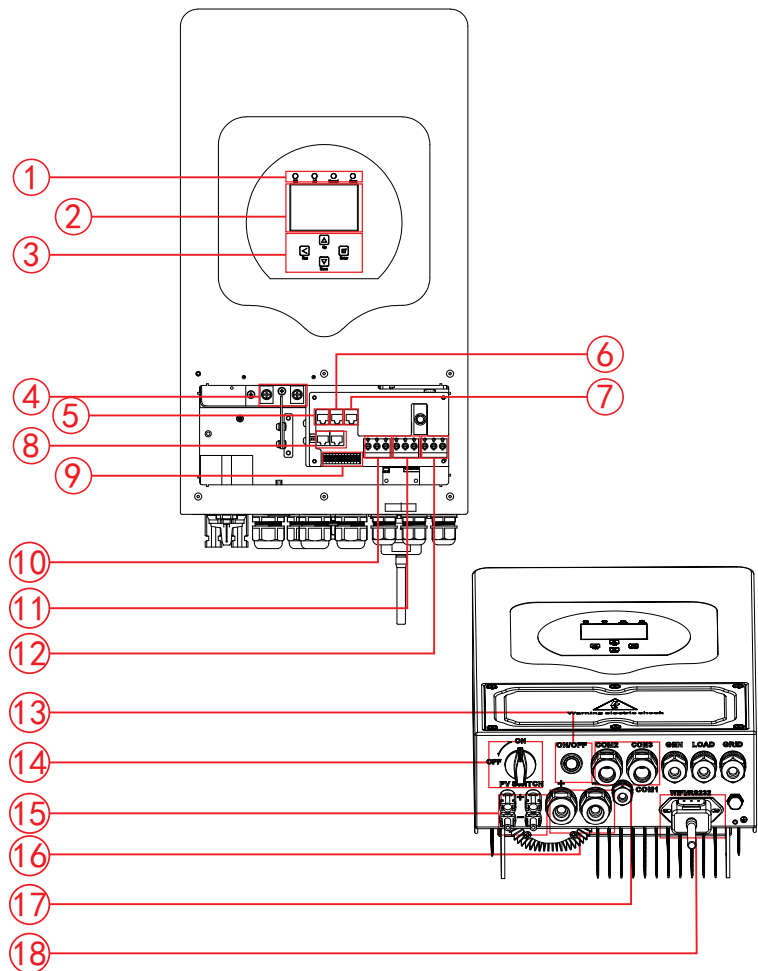 1
2
3
4
5
6
7
8
9
10
11
12
13
14
15
16
17
18
Warning electric shock
ON
OFF
PV SWITCH
ON/OFF
COM2
COM3
GEN
LOAD
GRID
+
-
+
-
COM1
WIFI/RS232